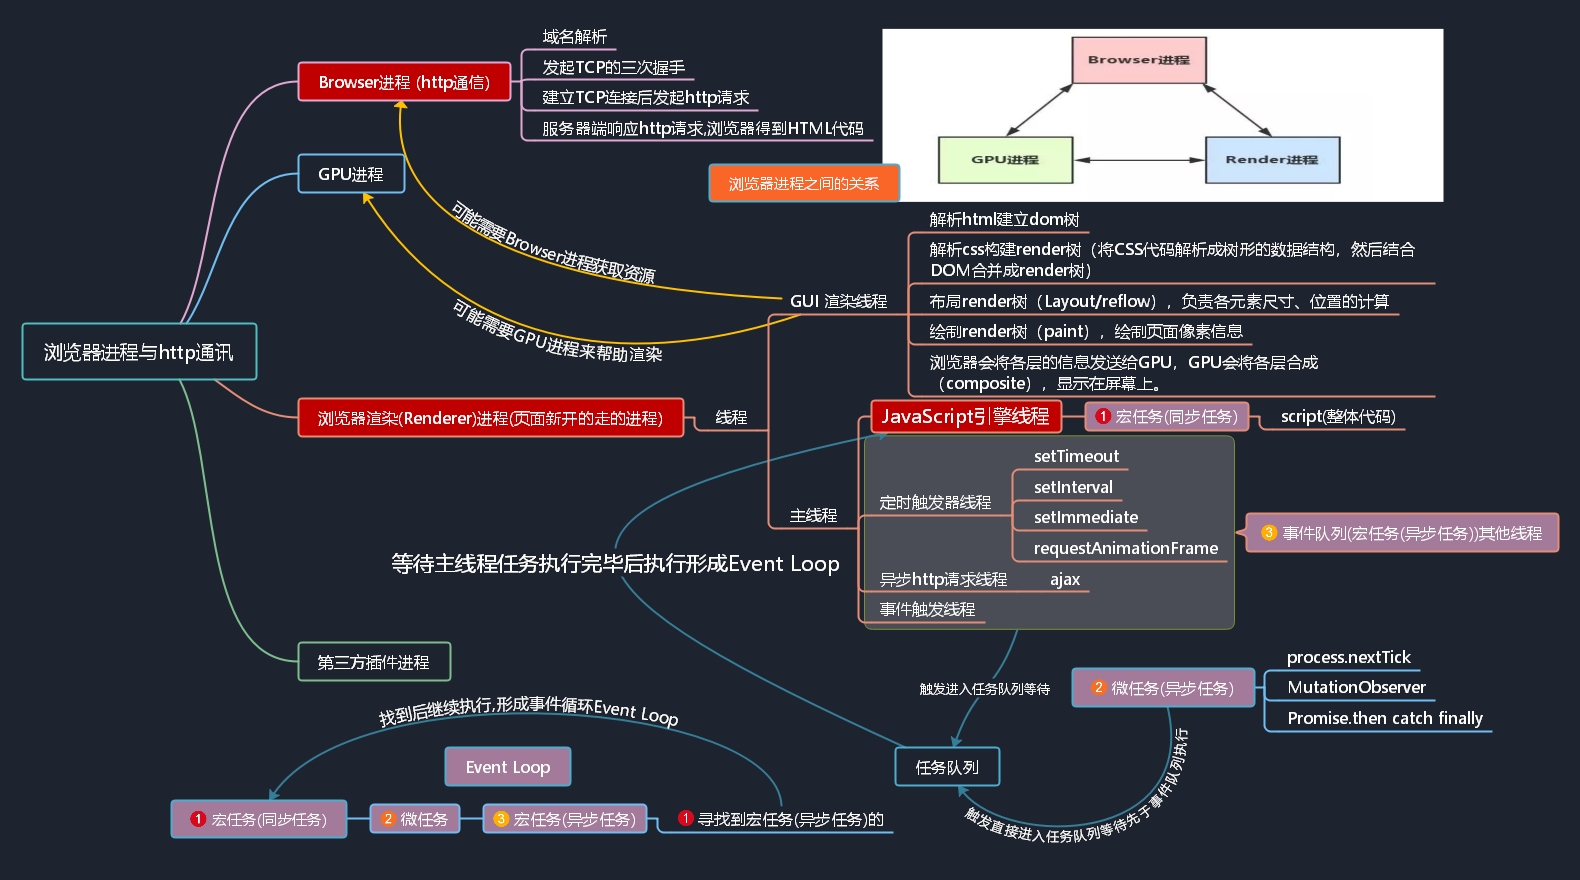 域名解析
发起TCP的三次握手
Browser进程 (http通信)
建立TCP连接后发起http请求
服务器端响应http请求,浏览器得到HTML代码
Browser进程
GPU进程
Render进程
浏览器进程之间的关系
GPU进程
可能需要Browser进程获取资源
可能需要GPU进程来帮助渲染
GUI 渲染线程
解析html建立dom树
解析css构建render树（将CSS代码解析成树形的数据结构，然后结合
DOM合并成render树）
布局render树（Layout/reflow），负责各元素尺寸、位置的计算
绘制render树（paint），绘制页面像素信息
浏览器会将各层的信息发送给GPU，GPU会将各层合成
（composite），显示在屏幕上。
浏览器进程与http通讯
浏览器渲染(Renderer)进程(页面新开的走的进程)
线程
JavaScript引擎线程
1 宏任务(同步任务)
script(整体代码)
主线程
定时触发器线程
setTimeout
setInterval
setImmediate
requestAnimationFrame
3 事件队列(宏任务(异步任务))其他线程
异步http请求线程
ajax
事件触发线程
等待主线程任务执行完毕后执行形成Event Loop
第三方插件进程
触发进入任务队列等待
2 微任务(异步任务)
process.nextTick
MutationObserver
Promise.then catch finally
任务队列
触发直接进入任务队列等待先于事件队列执行
找到后继续执行,形成事件循环Event Loop
Event Loop
1 宏任务(同步任务)
2 微任务
3 宏任务(异步任务)
1 寻找到宏任务(异步任务)的